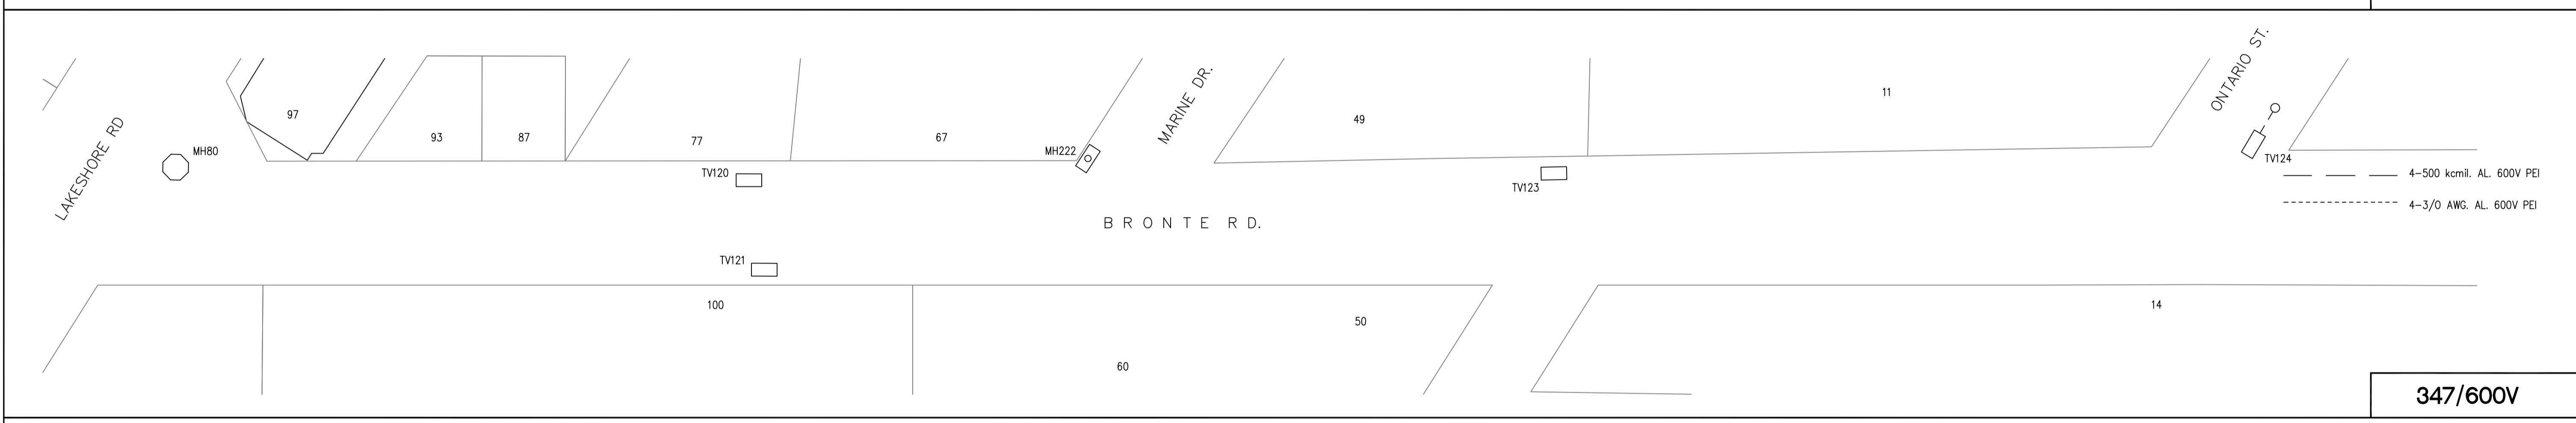 LAKESHORE RD
MH80
97
93
87
77
TV120
67
MH222
MARINE DR.
49
TV123
11
ONTARIO ST.
TV124
4-500 kcmil. AL. 600V PEI
4-3/0 AWG. AL. 600V PEI
BRONTE RD.
TV121
100
60
50
14
347/600V